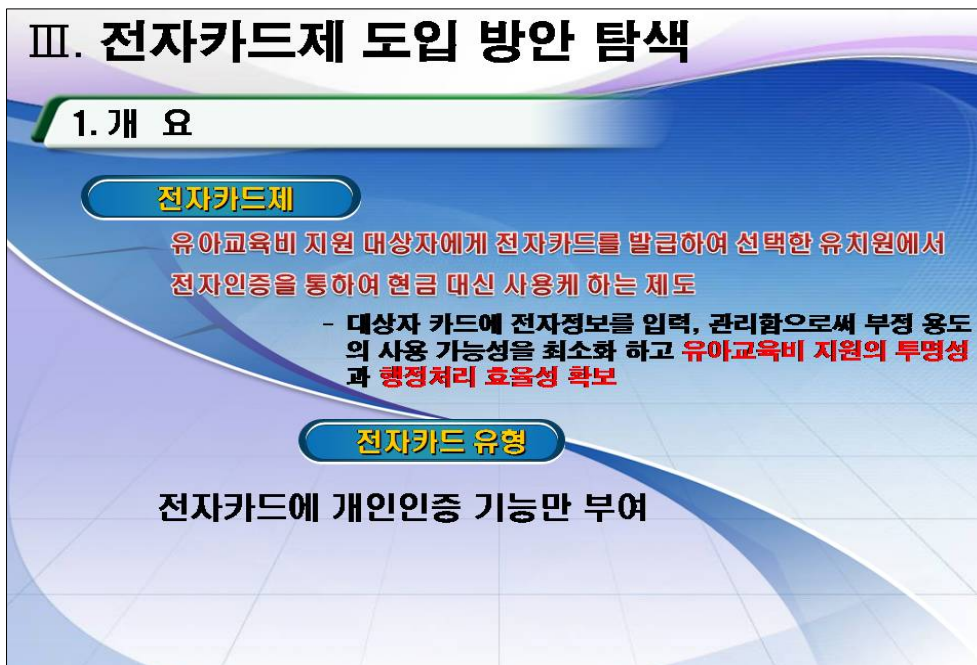 Ⅲ. 전자카드제 도입 방안 탐색
1. 개 요
전자카드제
유아교육비 지원 대상자에게 전자카드를 발급하여 선택한 유치원에서
전자인증을 통하여 현금 대신 사용케 하는 제도
- 대상자 카드에 전자정보를 입력, 관리함으로써 부정 용도
의 사용 가능성을 최소화 하고 유아교육비 지원의 투명성
과 행정처리 효율성 확보
전자카드 유형
전자카드에 개인인증 기능만 부여